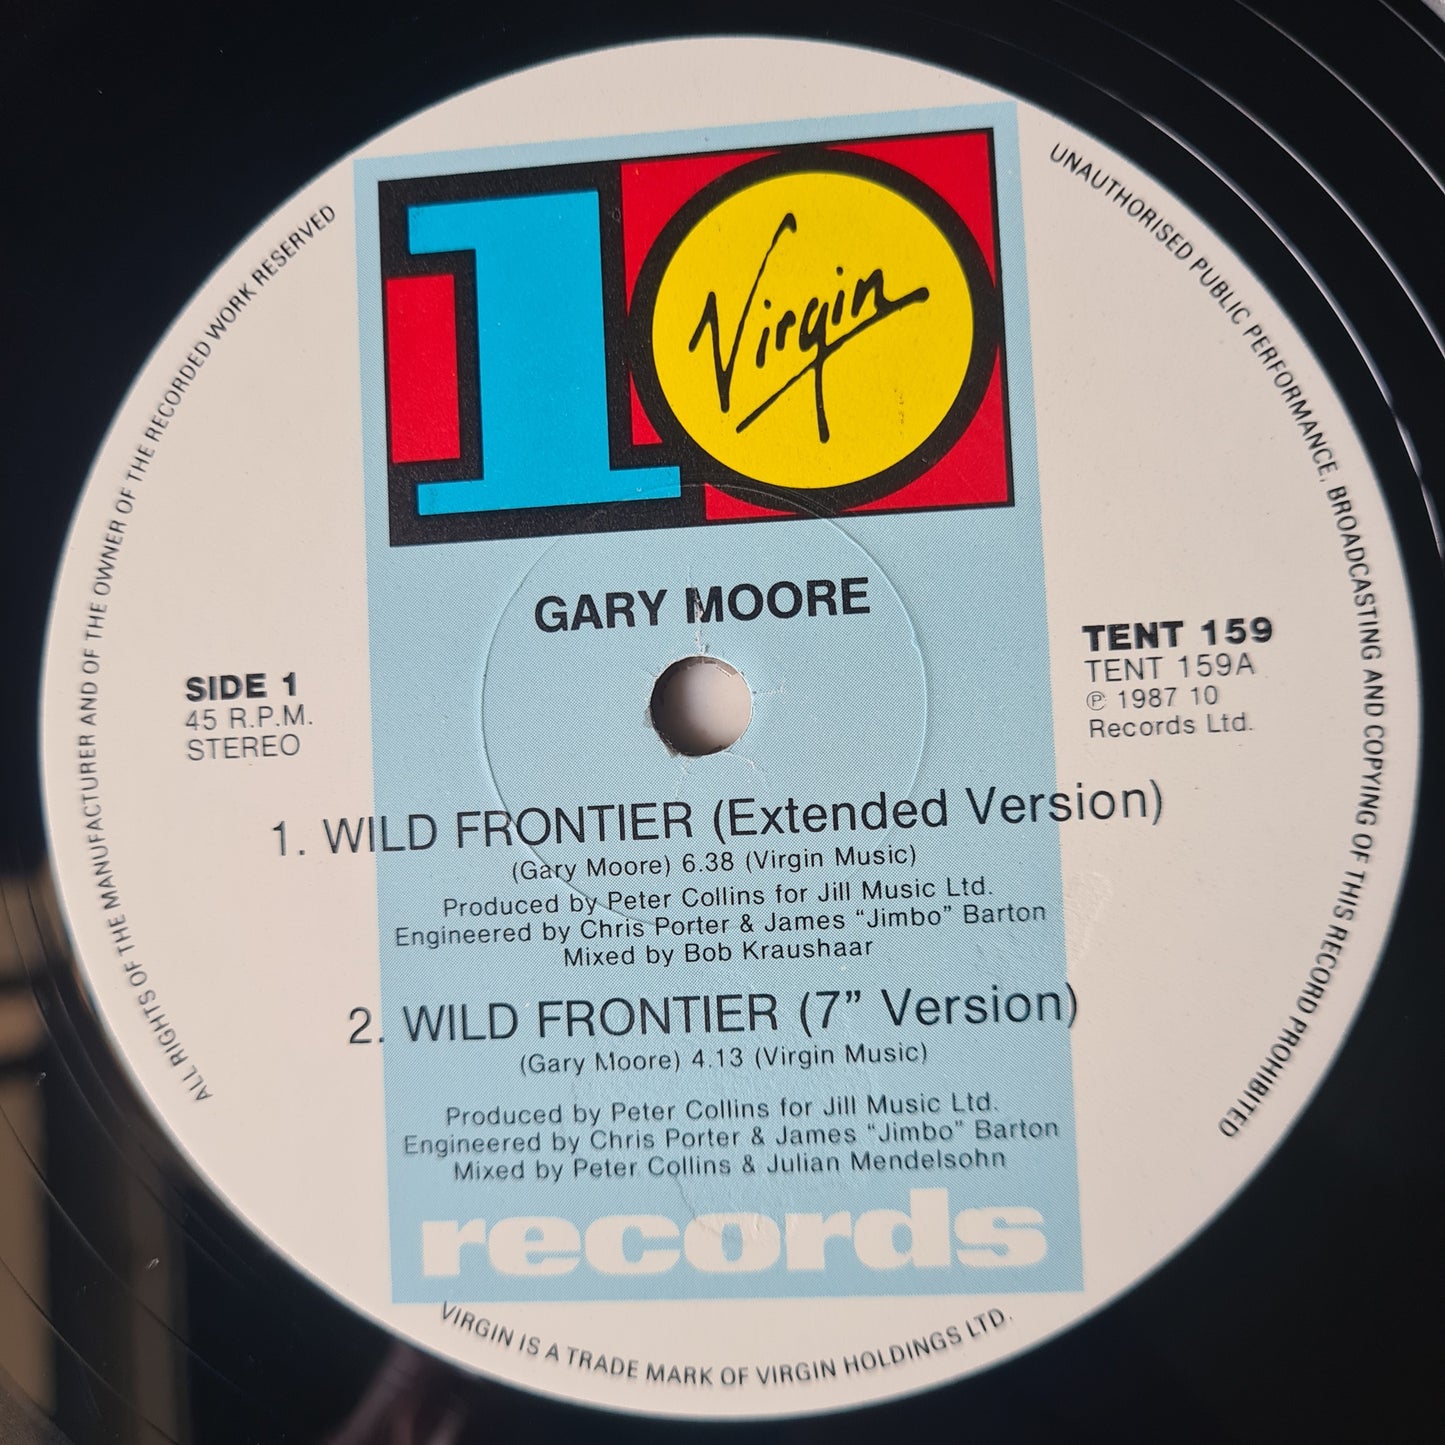 10
Virgin
GARY MOORE
SIDE 1
45 R.P.M.
STEREO
TENT 159
TENT 159A
℗ 1987 10
Records Ltd.
1. WILD FRONTIER (Extended Version)
(Gary Moore) 6.38 (Virgin Music)
Produced by Peter Collins for Jill Music Ltd.
Engineered by Chris Porter & James “Jimbo” Barton
Mixed by Bob Kraushaar
2. WILD FRONTIER (7” Version)
(Gary Moore) 4.13 (Virgin Music)
Produced by Peter Collins for Jill Music Ltd.
Engineered by Chris Porter & James “Jimbo” Barton
Mixed by Peter Collins & Julian Mendelsohn
records
ALL RIGHTS OF THE MANUFACTURER AND OF THE OWNER OF THE RECORDED WORK RESERVED
UNAUTHORISED PUBLIC PERFORMANCE, BROADCASTING AND COPYING OF THIS RECORD PROHIBITED
VIRGIN IS A TRADE MARK OF VIRGIN HOLDINGS LTD.